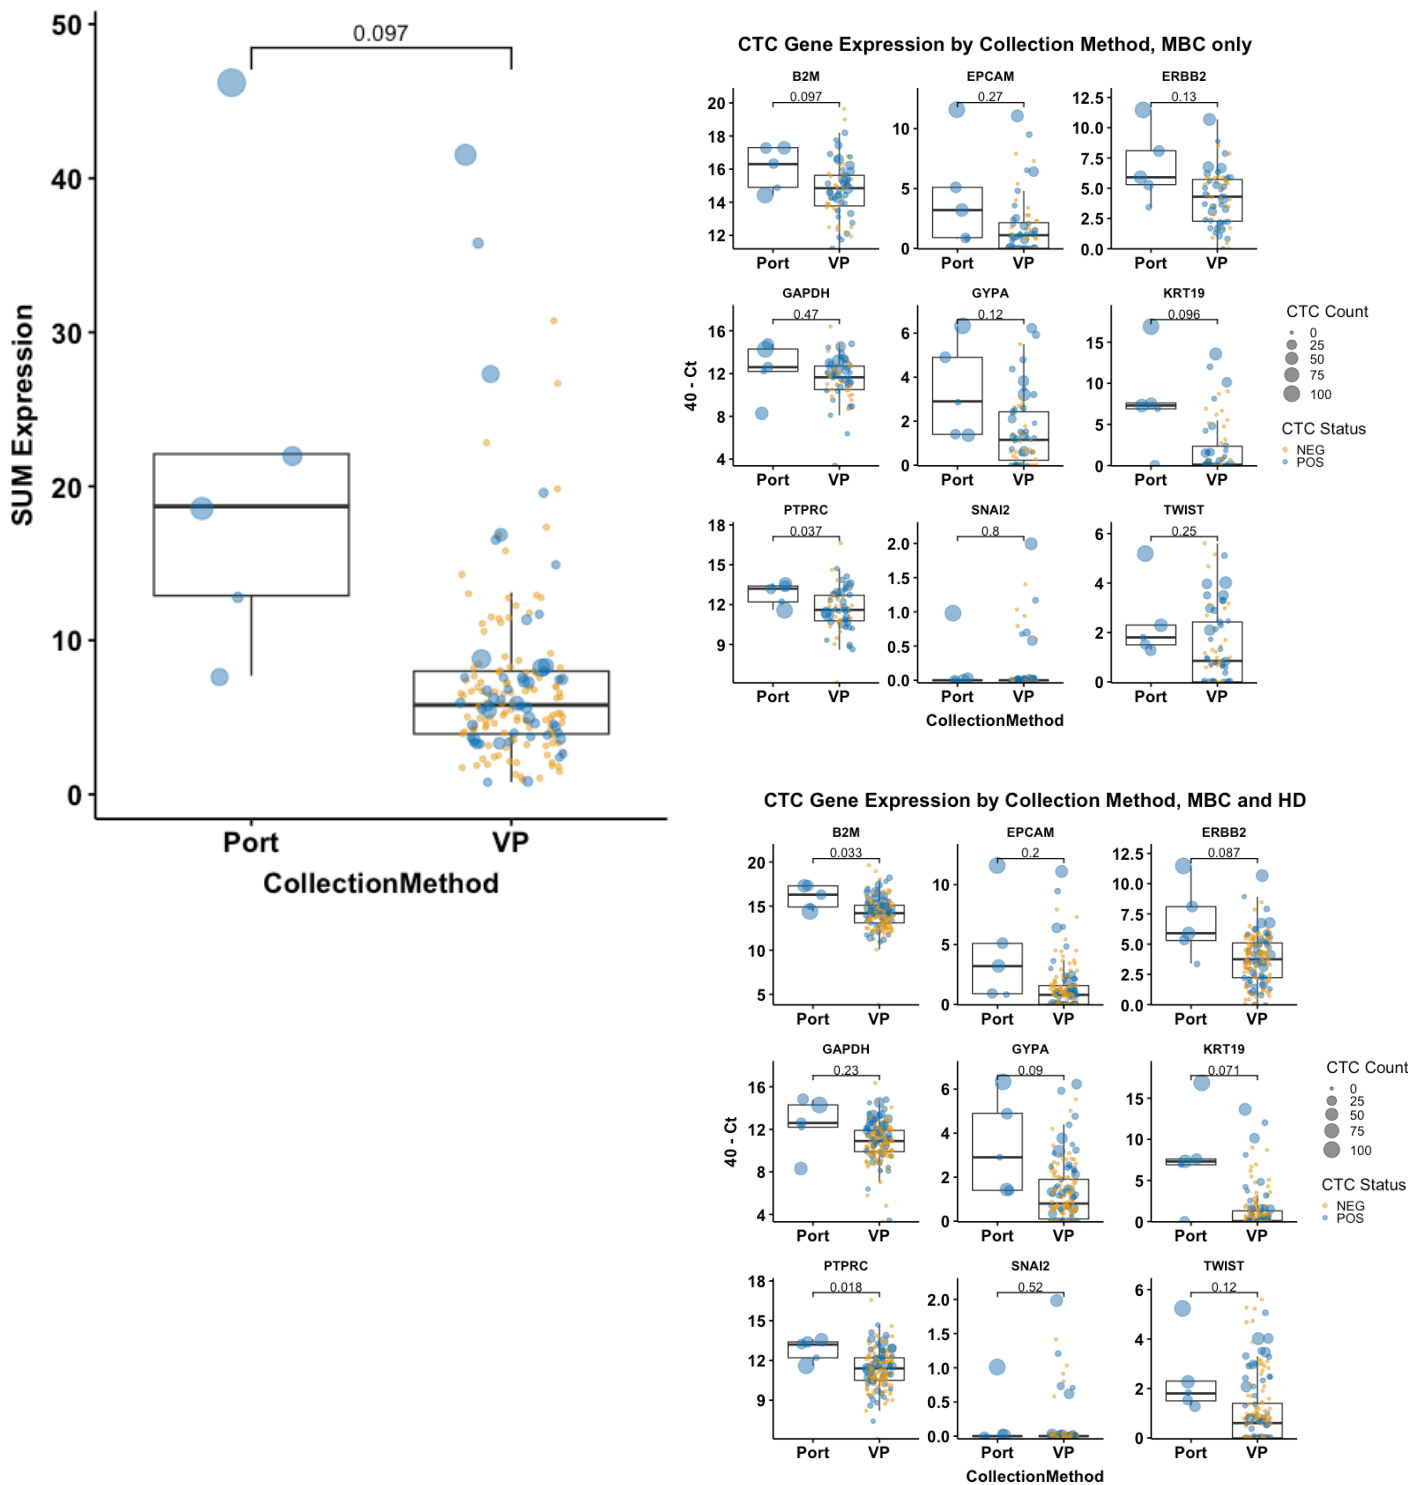 50
40
30
20
10
0
SUM Expression
0.097
Port VP
CollectionMethod
CTC Gene Expression by Collection Method, MBC only
B2M EPCAM ERBB2
20
18
16
14
12
0.097
Port VP
10
5
0
0.27
Port VP
12.5
10.0
7.5
5.0
2.5
0.0
0.13
Port VP
40 - Ct
GAPDH GYPA KRT19
16
12
8
4
0.47
Port VP
6
4
2
0
0.12
Port VP
15
10
5
0
0.096
Port VP
PTPRC SNAI2 TWIST
18
15
12
9
0.037
Port VP
2.0
1.5
1.0
0.5
0.0
0.8
Port VP
6
4
2
0
0.25
Port VP
CollectionMethod
CTC Count
0
25
50
75
100
CTC Status
NEG
POS
CTC Gene Expression by Collection Method, MBC and HD
B2M EPCAM ERBB2
20
15
10
5
0.033
Port VP
10
5
0
0.2
Port VP
12.5
10.0
7.5
5.0
2.5
0.0
0.087
Port VP
40 - Ct
GAPDH GYPA KRT19
16
12
8
4
0.23
Port VP
6
4
2
0
0.09
Port VP
15
10
5
0
0.071
Port VP
PTPRC SNAI2 TWIST
18
15
12
9
0.018
Port VP
2.0
1.5
1.0
0.5
0.0
0.52
Port VP
6
4
2
0
0.12
Port VP
CollectionMethod
CTC Count
0
25
50
75
100
CTC Status
NEG
POS